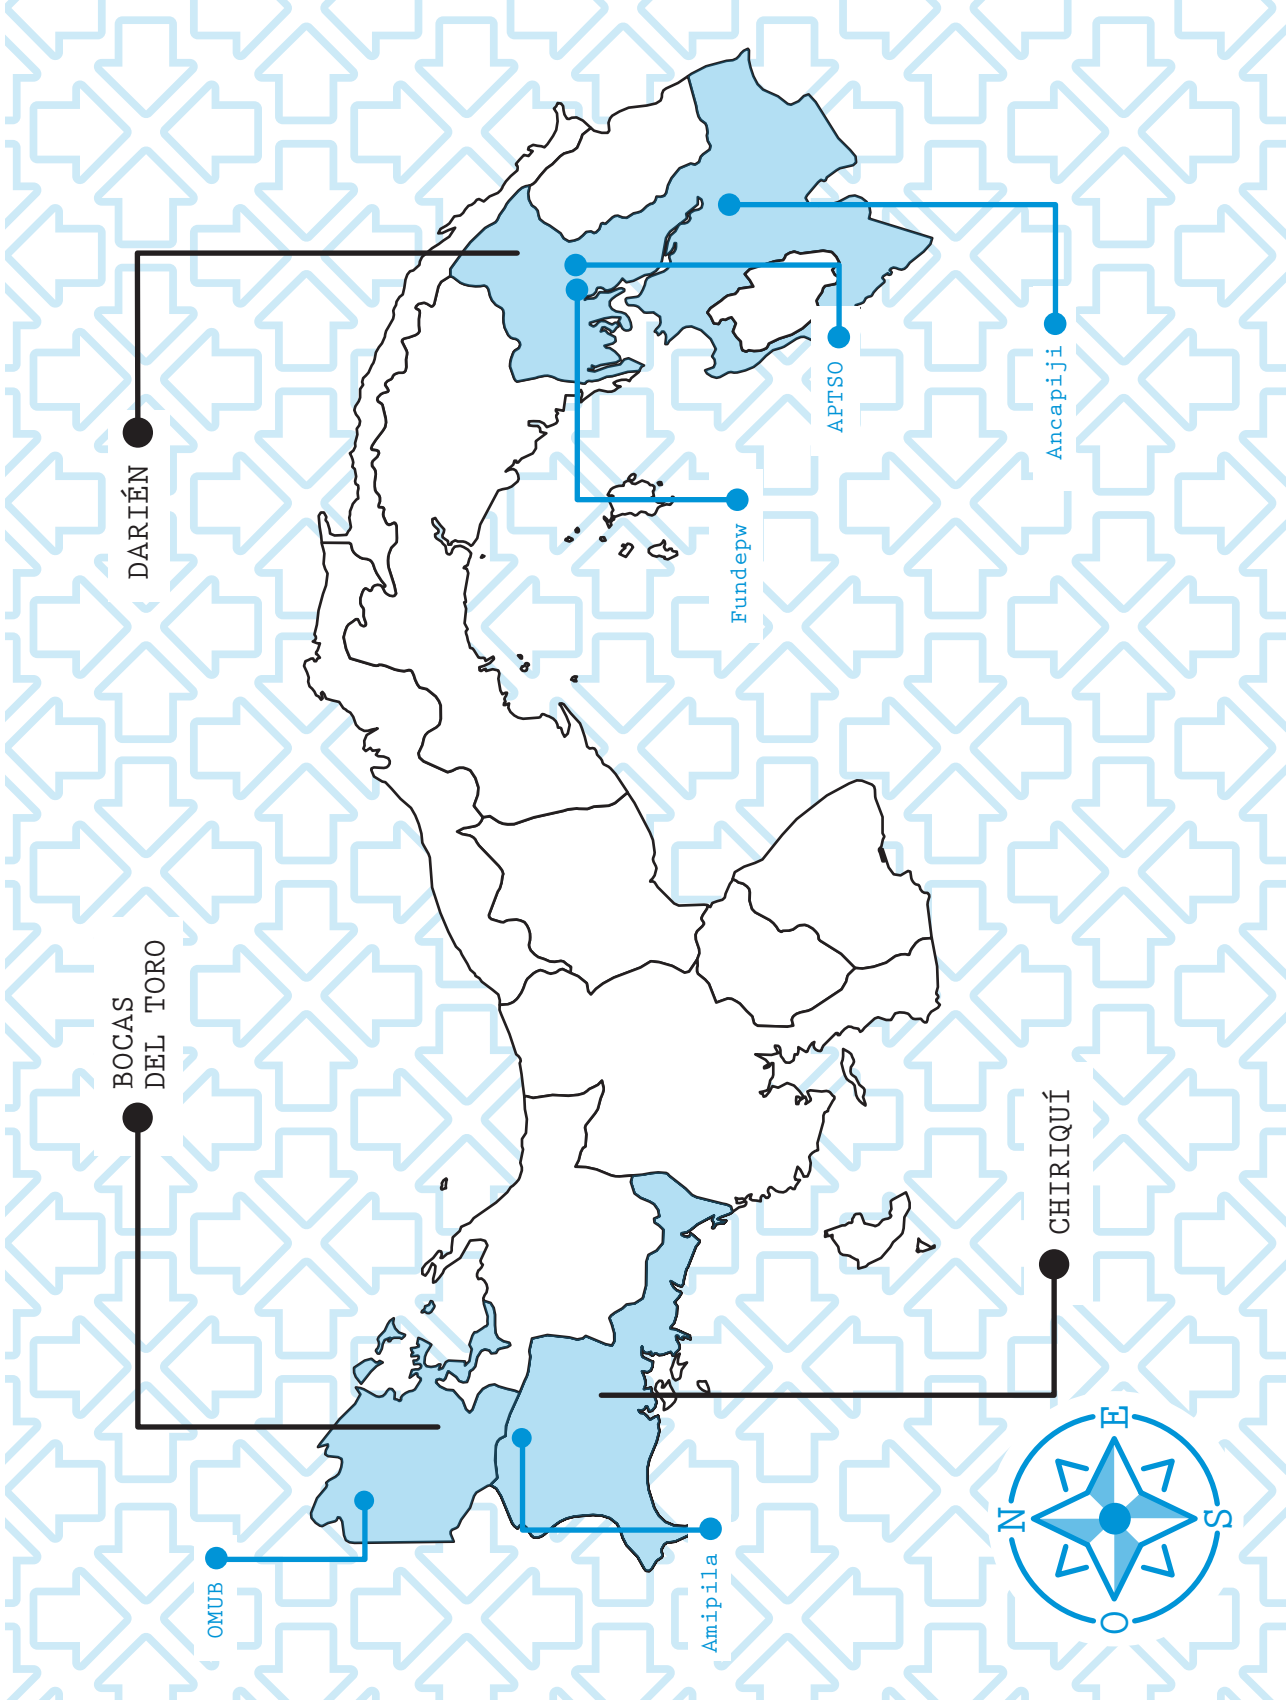 BOCAS
DEL TORO
DARIÉN
OMUB
Amipila
Fundepw
APTSO
Ancapiji
CHIRIQUÍ
N
O
E
S